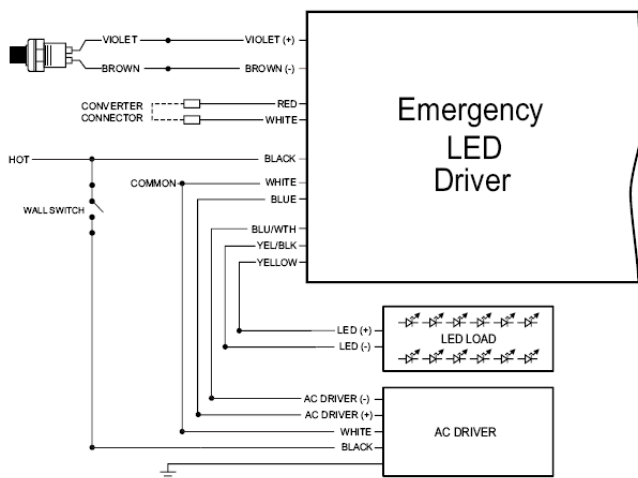 VIOLET VIOLET (+)
BROWN BROWN (-)
CONVERTER
CONNECTOR
RED
WHITE
Emergency
LED
Driver
HOT BLACK
COMMON WHITE
BLUE
WALL SWITCH
BLU/WTH
YEL/BLK
YELLOW
LED (+)
LED (-)
LED LOAD
AC DRIVER (-)
AC DRIVER (+)
WHITE
BLACK
AC DRIVER